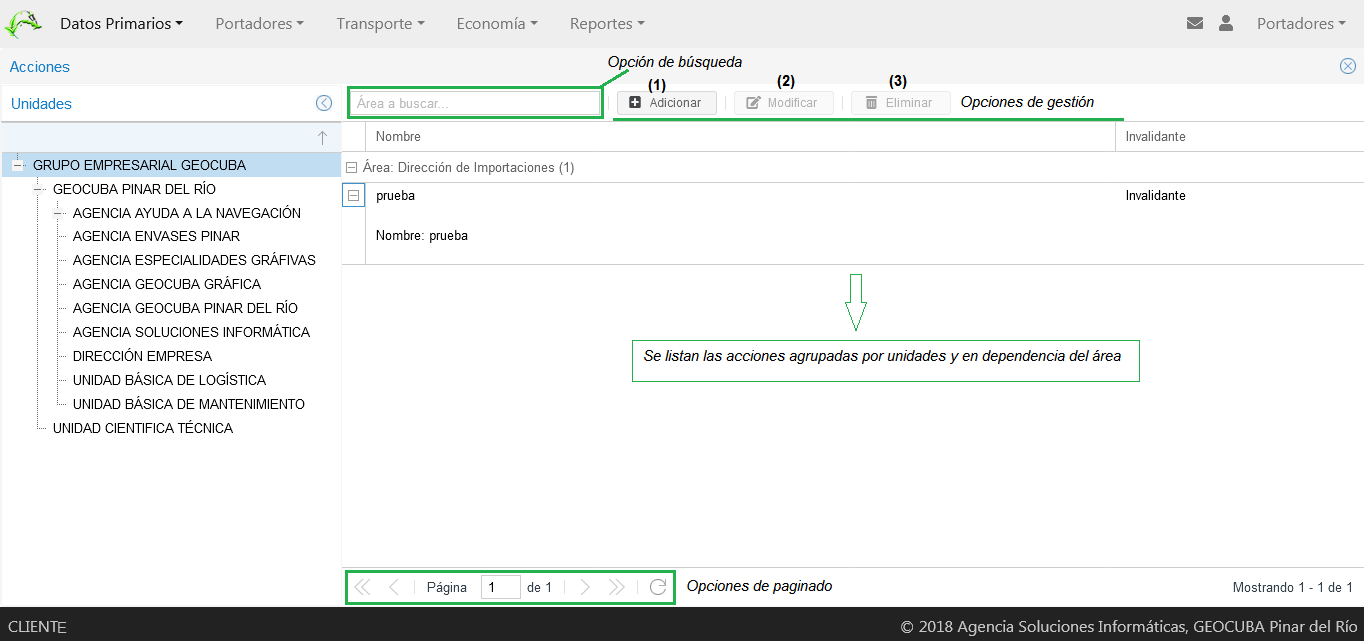 Datos Primarios Portadores Transporte Economía Reportes Portadores
Acciones
Opción de búsqueda
Unidades
Área a buscar...
(1) (2) (3)
Adicionar Modificar Eliminar Opciones de gestión
Nombre Invalidante
GRUPO EMPRESARIAL GEOCUBA
Área: Dirección de Importaciones (1)
GEOCUBA PINAR DEL RÍO
prueba Invalidante
AGENCIA AYUDA A LA NAVEGACIÓN
AGENCIA ENVASES PINAR
Nombre: prueba
AGENCIA ESPECIALIDADES GRÁFIVAS
AGENCIA GEOCUBA GRÁFICA
AGENCIA GEOCUBA PINAR DEL RÍO
AGENCIA SOLUCIONES INFORMÁTICA
DIRECCIÓN EMPRESA
Se listan las acciones agrupadas por unidades y en dependencia del área
UNIDAD BÁSICA DE LOGÍSTICA
UNIDAD BÁSICA DE MANTENIMIENTO
UNIDAD CIENTIFICA TÉCNICA
Página 1 de 1 Opciones de paginado Mostrando 1 - 1 de 1
CLIENTE © 2018 Agencia Soluciones Informáticas, GEOCUBA Pinar del Río